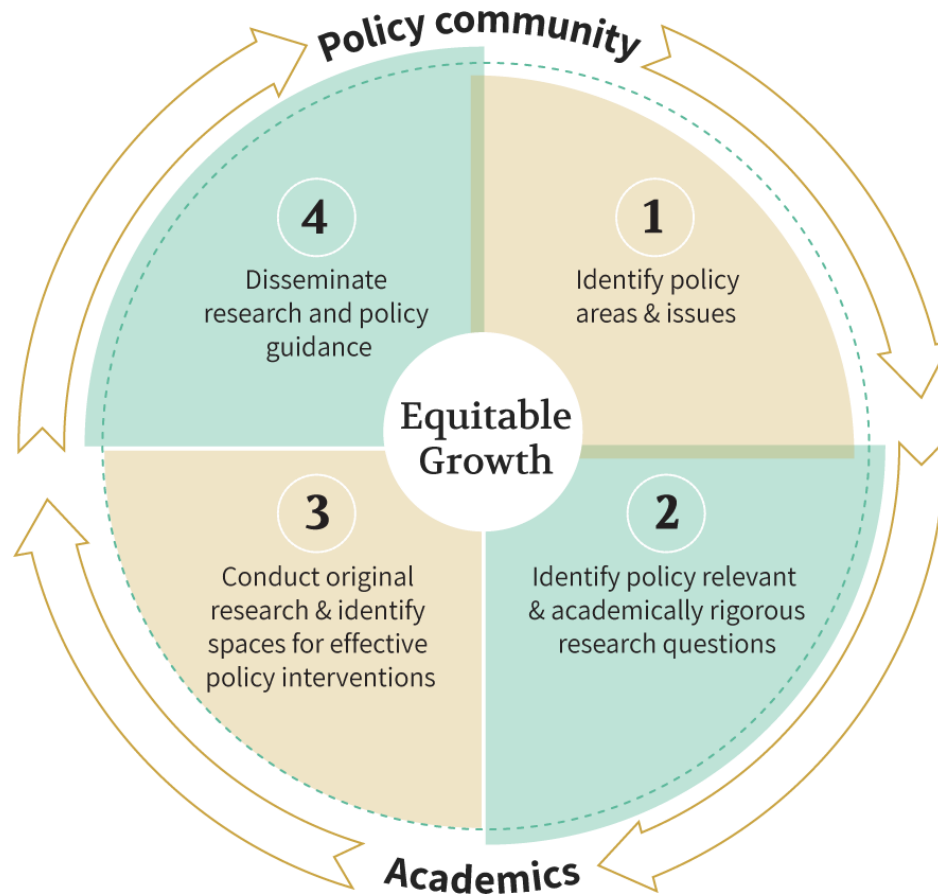 Policy community
1
Identify policy
areas & issues
2
Identify policy relevant
& academically rigorous
research questions
3
Conduct original
research & identify
spaces for effective
policy interventions
4
Disseminate
research and policy
guidance
Equitable
Growth
Academics